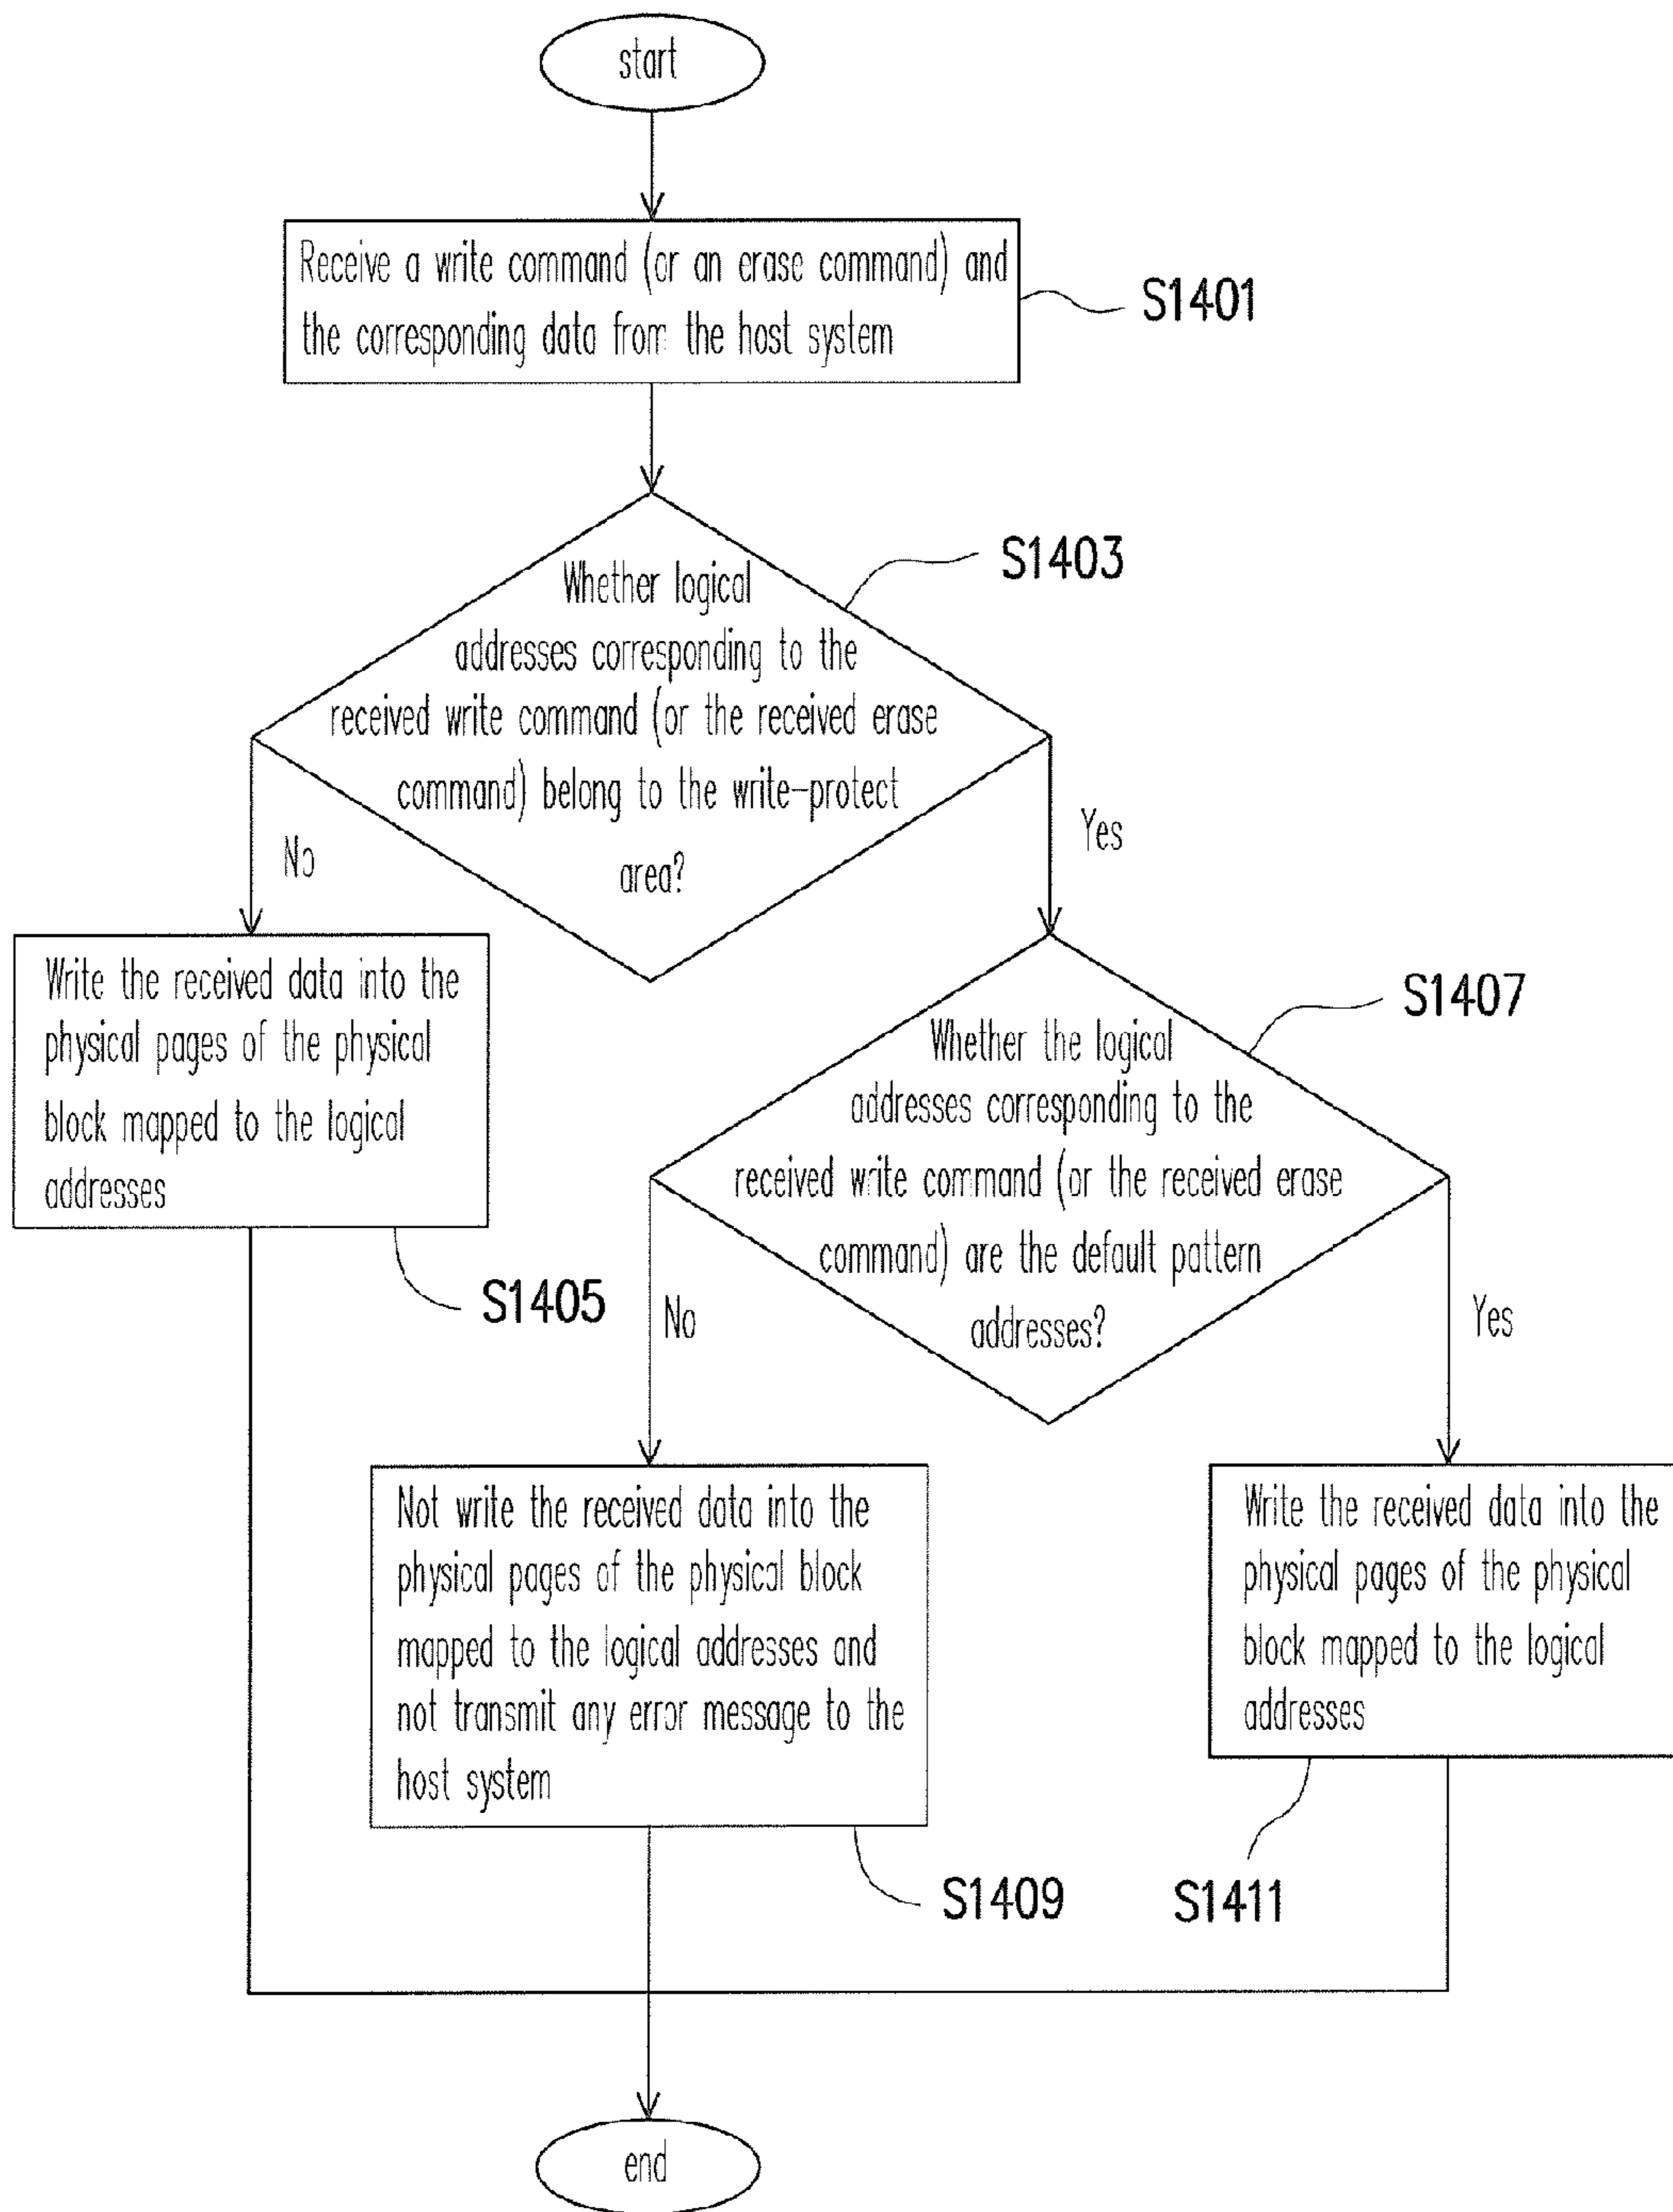 start
Receive a write command (or an erase command) and
the corresponding data from the host system
S1401
Whether logical
addresses corresponding to the
received write command (or the received erase
command) belong to the write-protect
area?
S1403
No
Yes
Write the received data into the
physical pages of the physical
block mapped to the logical
addresses
S1405
Whether the logical
addresses corresponding to the
received write command (or the received erase
command) are the default pattern
addresses?
S1407
No
Yes
Not write the received data into the
physical pages of the physical block
mapped to the logical addresses and
not transmit any error message to the
host system
S1409
Write the received data into the
physical pages of the physical
block mapped to the logical
addresses
S1411
end